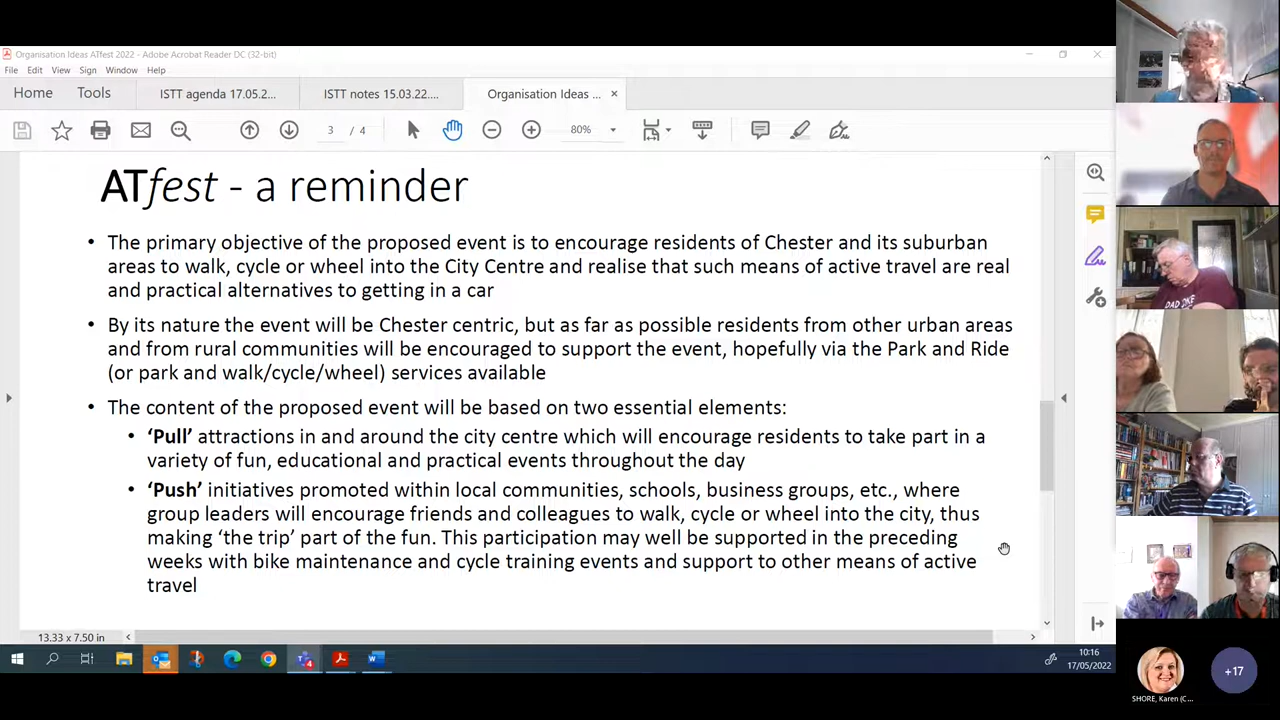 Organisation Ideas ATfest 2022 - Adobe Acrobat Reader DC (32-bit)
File Edit View Sign Window Help
Home Tools ISTT agenda 17.05.2... ISTT notes 15.03.22.... Organisation Ideas ... ×
3 / 4 80%
ATfest - a reminder
• The primary objective of the proposed event is to encourage residents of Chester and its suburban
areas to walk, cycle or wheel into the City Centre and realise that such means of active travel are real
and practical alternatives to getting in a car
• By its nature the event will be Chester centric, but as far as possible residents from other urban areas
and from rural communities will be encouraged to support the event, hopefully via the Park and Ride
(or park and walk/cycle/wheel) services available
• The content of the proposed event will be based on two essential elements:
• ‘Pull’ attractions in and around the city centre which will encourage residents to take part in a
variety of fun, educational and practical events throughout the day
• ‘Push’ initiatives promoted within local communities, schools, business groups, etc., where
group leaders will encourage friends and colleagues to walk, cycle or wheel into the city, thus
making ‘the trip’ part of the fun. This participation may well be supported in the preceding
weeks with bike maintenance and cycle training events and support to other means of active
travel
13.33 x 7.50 in
10:16
17/05/2022
DAD JOKE
+17
SHORE, Karen (C...